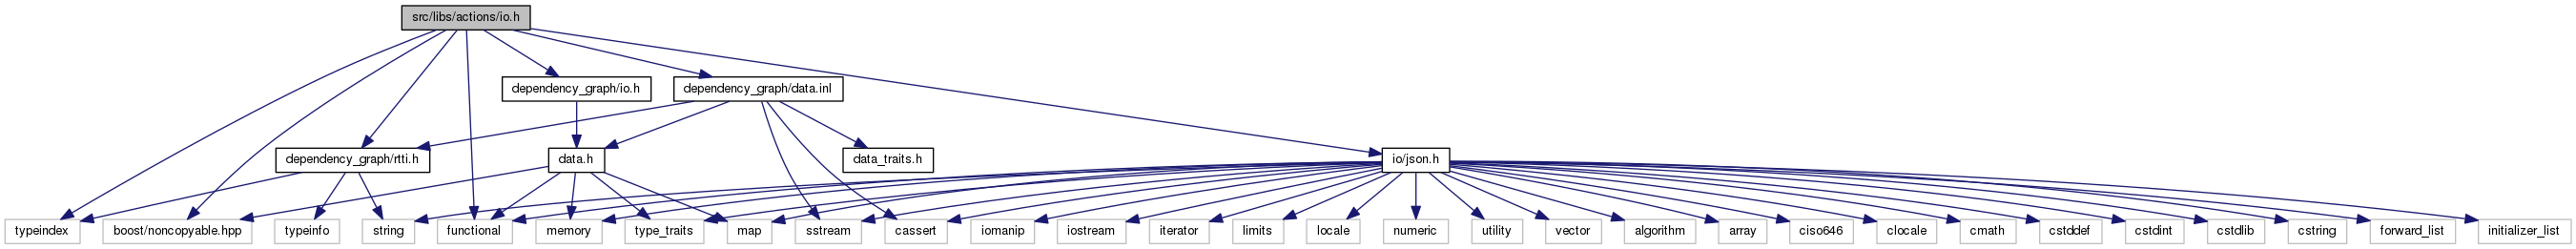 src/libs/actions/io.h
dependency_graph/io.h
dependency_graph/data.inl
dependency_graph/rtti.h
data.h
data_traits.h
io/json.h
typeindex
boost/noncopyable.hpp
typeinfo
string
functional
memory
type_traits
map
sstream
cassert
iomanip
iostream
iterator
limits
locale
numeric
utility
vector
algorithm
array
ciso646
clocale
cmath
cstddef
cstdint
cstdlib
cstring
forward_list
initializer_list